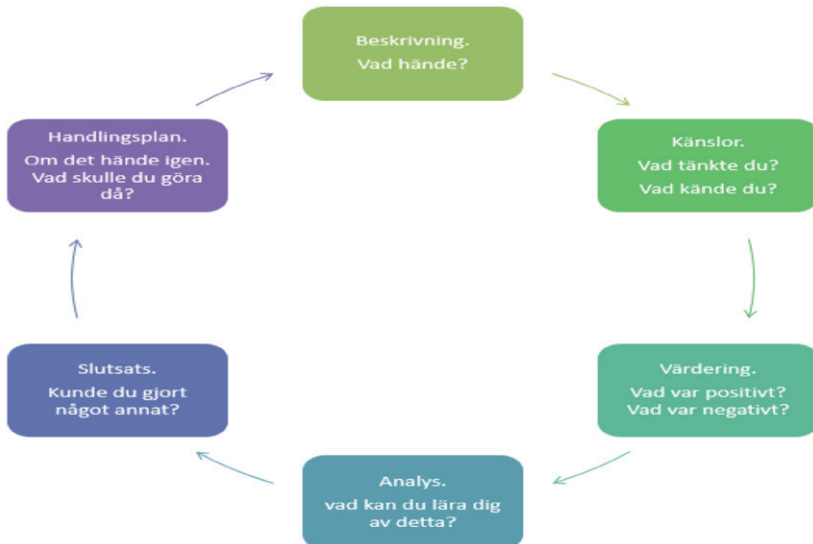 Beskrivning.
Vad hände?
Känslor.
Vad tänkte du?
Vad kände du?
Värdering.
Vad var positivt?
Vad var negativt?
Analys.
vad kan du lära dig
av detta?
Slutsats.
Kunde du gjort
något annat?
Handlingsplan.
Om det hände igen.
Vad skulle du göra
då?